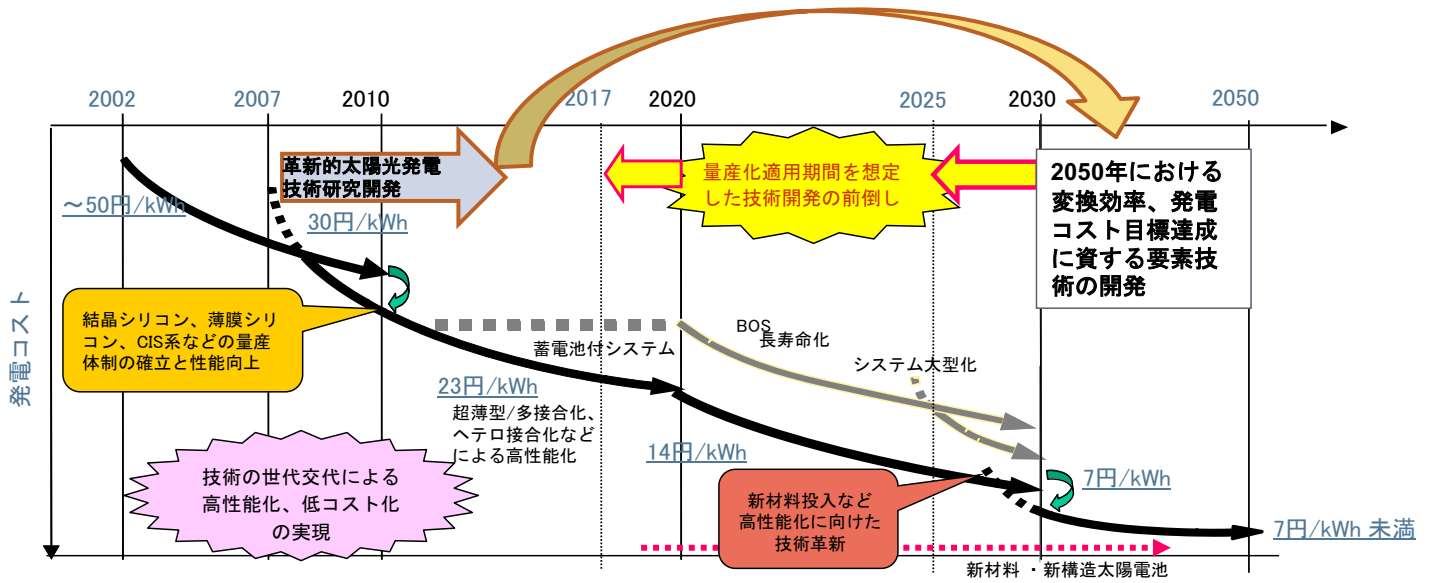 2002
2007
2010
2017
2020
2025
2030
2050
革新的太陽光発電
技術研究開発
量産化適用期間を想定
した技術開発の前倒し
2050年における
変換効率、発電
コスト目標達成
に資する要素技
術の開発
～50円/kWh
30円/kWh
発電コスト
結晶シリコン、薄膜シリ
コン、CIS系などの量産
体制の確立と性能向上
BOS
長寿命化
蓄電池付システム
システム大型化
23円/kWh
超薄型/多接合化、
ヘテロ接合化など
による高性能化
14円/kWh
技術の世代交代による
高性能化、低コスト化
の実現
新材料投入など
高性能化に向けた
技術革新
7円/kWh
7円/kWh 未満
新材料・新構造太陽電池